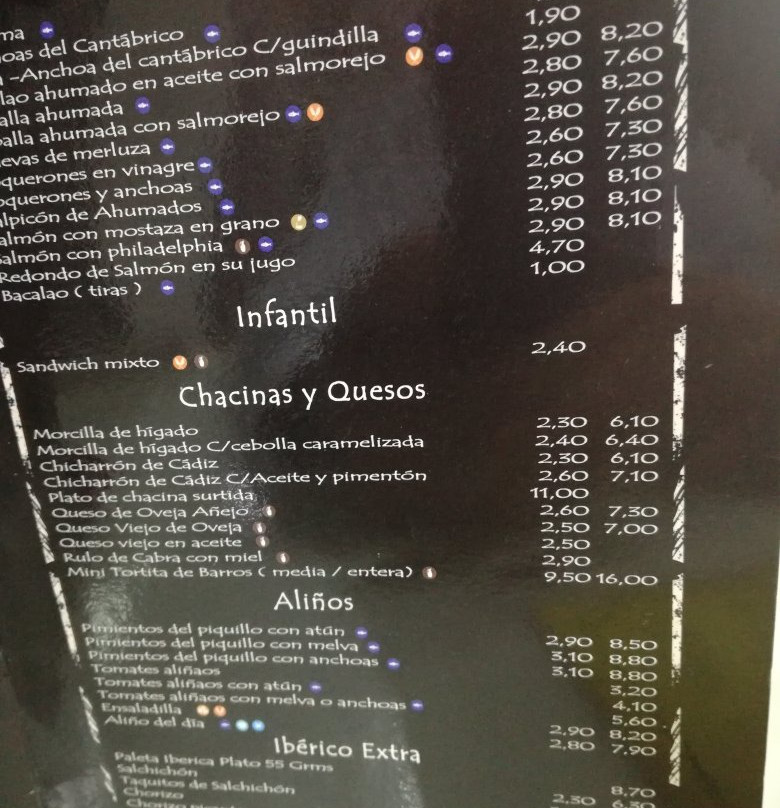 ma
oas del Cantábrico
-Anchoa del cantábrico C/guindilla 1,90
lao ahumado en aceite con salmorejo 2,90 8,20
alla ahumada 2,80 7,60
alla ahumada con salmorejo 2,90 8,20
evas de merluza 2,80 7,60
querones en vinagre 2,60 7,30
oquerones y anchoas 2,60 7,30
lpicón de Ahumados 2,90 8,10
almón con mostaza en grano 2,90 8,10
almón con philadelphia 2,90 8,10
Redondo de Salmón en su jugo 4,70
Bacalao ( tiras ) 1,00
Infantil
Sandwich mixto 2,40
Chacinas y Quesos
Morcilla de hígado 2,30 6,10
Morcilla de hígado C/cebolla caramelizada 2,40 6,40
Chicharrón de Cádiz 2,30 6,10
Chicharrón de Cádiz C/Aceite y pimentón 2,60 7,10
Plato de chacina surtida 11,00
Queso de Oveja Añejo 2,60 7,30
Queso Viejo de Oveja 2,50 7,00
Queso viejo en aceite 2,50
Rulo de Cabra con miel 2,90
Mini Tortita de Barros ( media / entera) 9,50 16,00
Aliños
Pimientos del piquillo con atún 2,90 8,50
Pimientos del piquillo con melva 3,10 8,80
Pimientos del piquillo con anchoas 3,10 8,80
Tomates aliñaos 3,20
Tomates aliñaos con atún 4,10
Tomates aliñaos con melva o anchoas 5,60
Ensaladilla 2,90 8,20
Aliño del día 2,80 7,90
Ibérico Extra
Paleta Iberica Plato 55 Grms 8,70
Salchichón 2,30 6,30
Taquitos de Salchichón
Chorizo
Chorizo